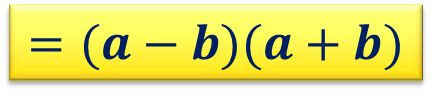 = (a − b)(a + b)